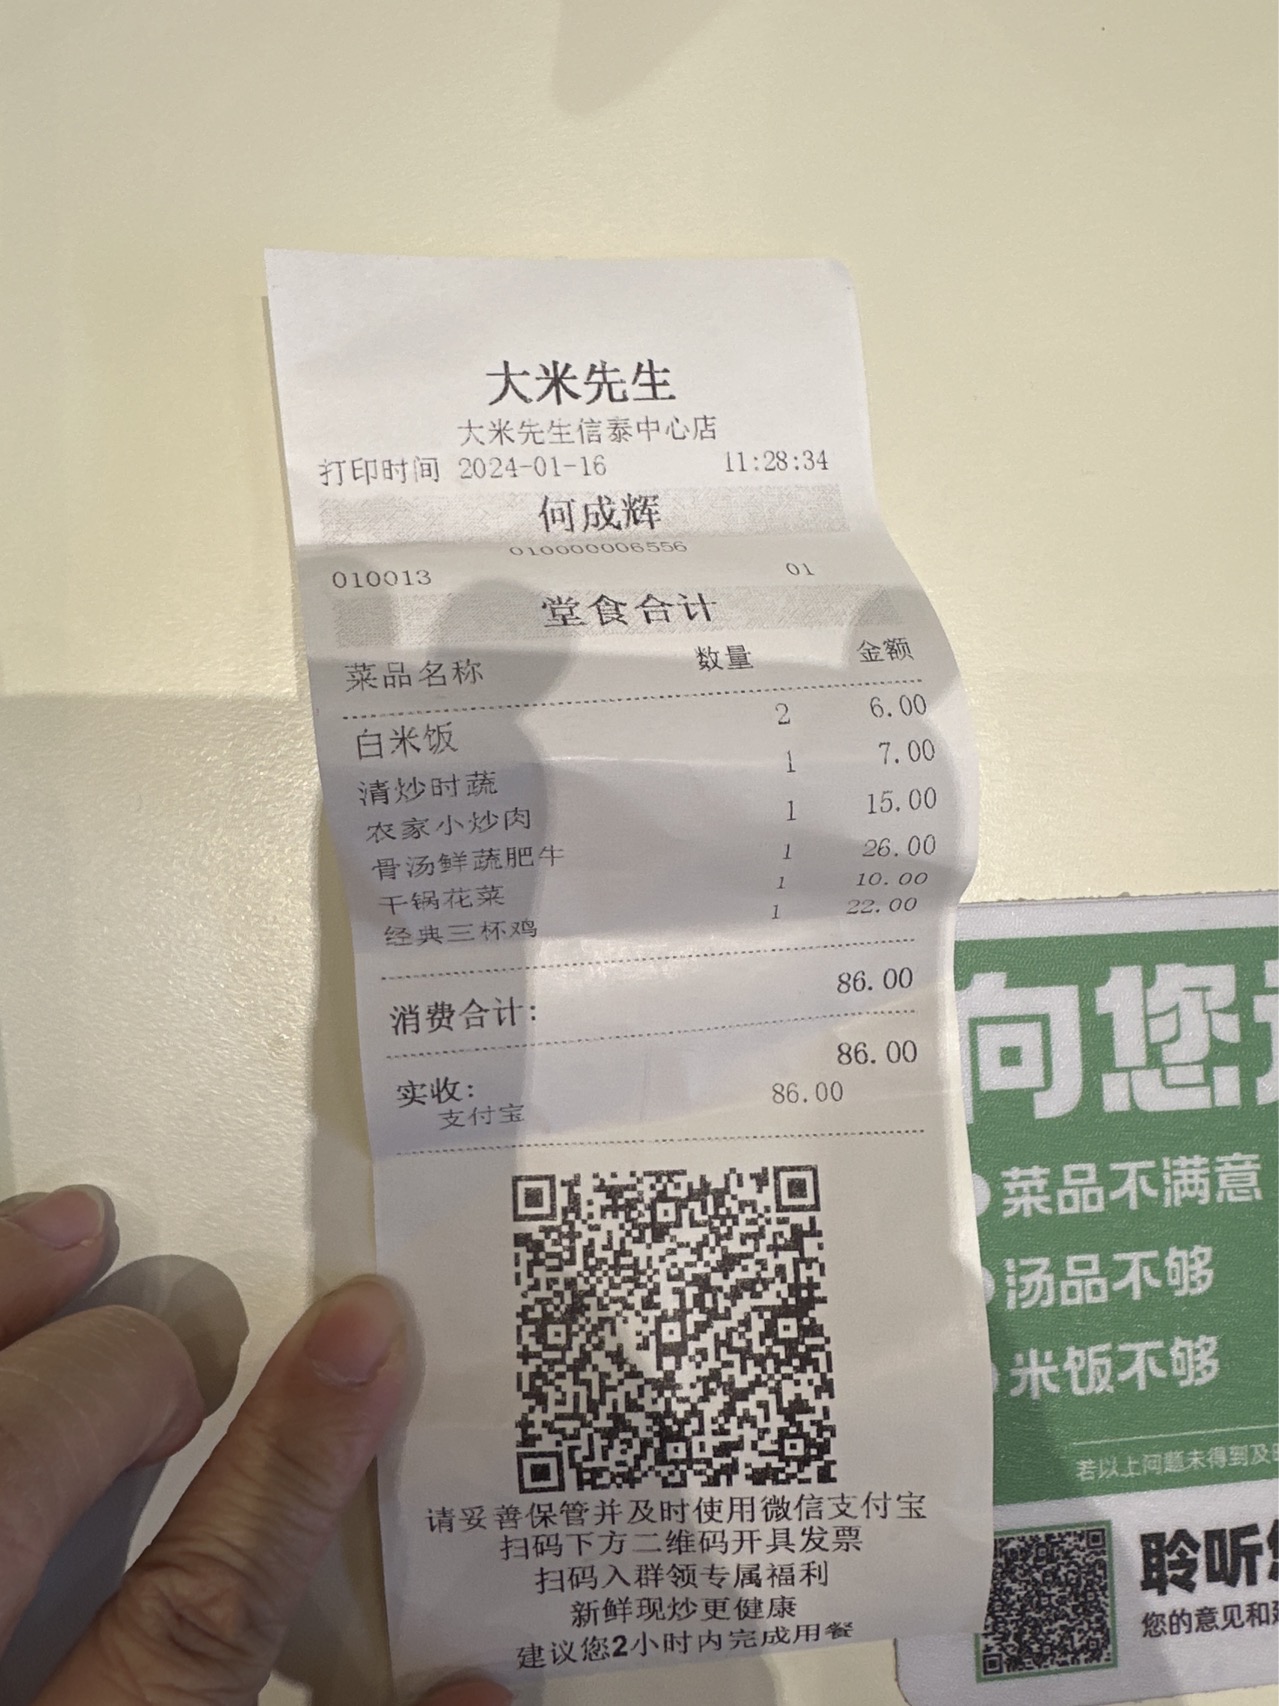 大米先生
大米先生信泰中心店
打印时间 2024-01-16 11:28:34
何成辉
010000006556
010013 01
堂食合计
菜品名称 数量 金额
白米饭 2 6.00
清炒时蔬 1 7.00
农家小炒肉 1 15.00
骨汤鲜蔬肥牛 1 26.00
干锅花菜 1 10.00
经典三杯鸡 1 22.00
消费合计: 86.00
实收: 86.00
支付宝 86.00
请妥善保管并及时使用微信支付宝
扫码下方二维码开具发票
扫码入群领专属福利
新鲜现炒更健康
建议您2小时内完成用餐
向您
菜品不满意
汤品不够
米饭不够
若以上问题未得到及
聆听
您的意见和